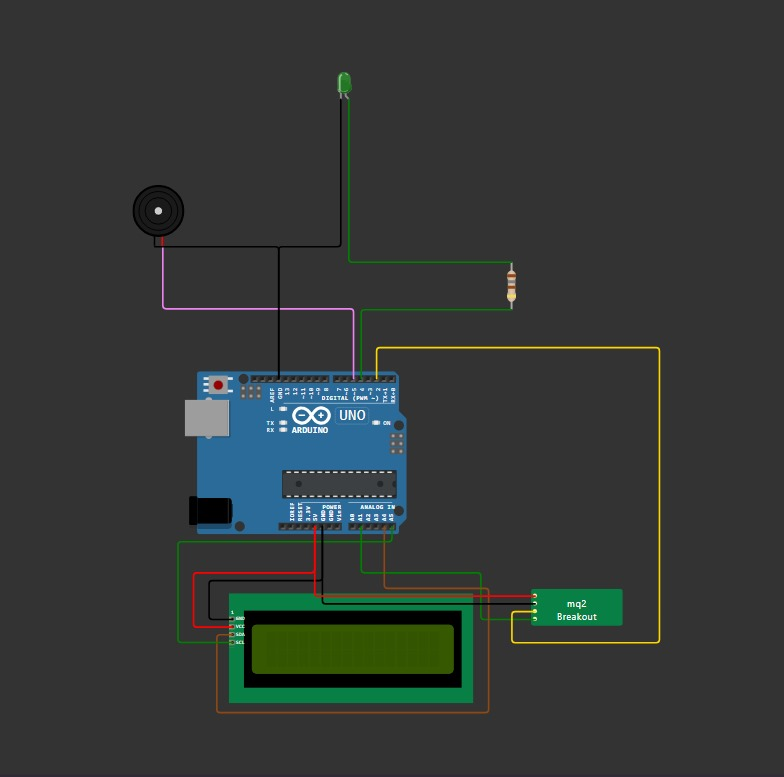 AREF
GND
13
12
~11
~10
~9
8
7
~6
~5
4
~3
2
TX→1
RX←0
DIGITAL (PWM ~)
L
TX
RX
UNO
ON
ARDUINO
IOREF
RESET
3.3V
5V
GND
GND
Vin
POWER
ANALOG IN
A0
A1
A2
A3
A4
A5
1
GND
VCC
SDA
SCL
mq2
Breakout